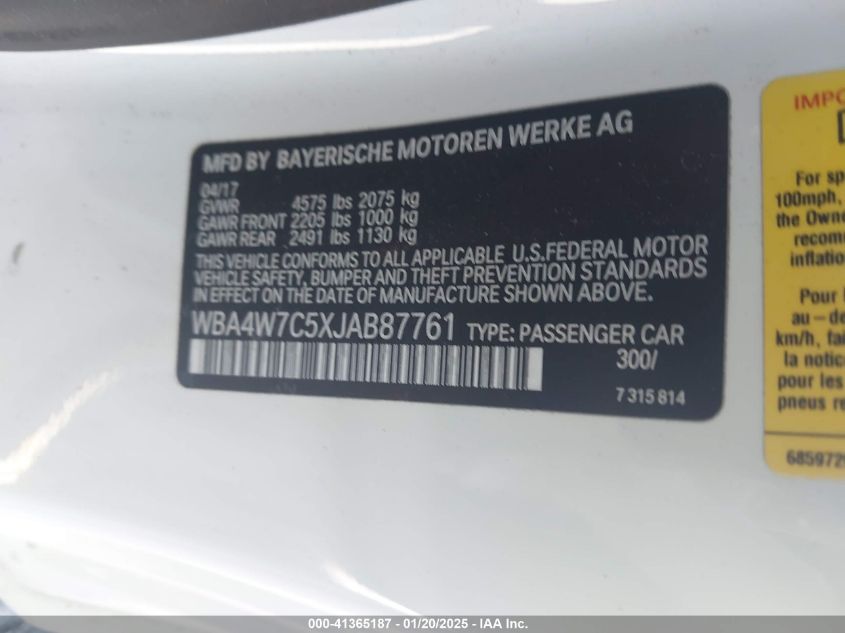 MFD BY BAYERISCHE MOTOREN WERKE AG
04/17
GVWR 4575 lbs 2075 kg
GAWR FRONT 2205 lbs 1000 kg
GAWR REAR 2491 lbs 1130 kg
THIS VEHICLE CONFORMS TO ALL APPLICABLE U.S.FEDERAL MOTOR
VEHICLE SAFETY, BUMPER AND THEFT PREVENTION STANDARDS
IN EFFECT ON THE DATE OF MANUFACTURE SHOWN ABOVE.
WBA4W7C5XJAB87761 TYPE: PASSENGER CAR
300/
7 315 814
IMPO
For sp
100mph,
the Owne
recom
inflatio
Pour
au-de
km/h, fai
la notic
pour les
pneus re
6859729
000-41365187 - 01/20/2025 - IAA Inc.